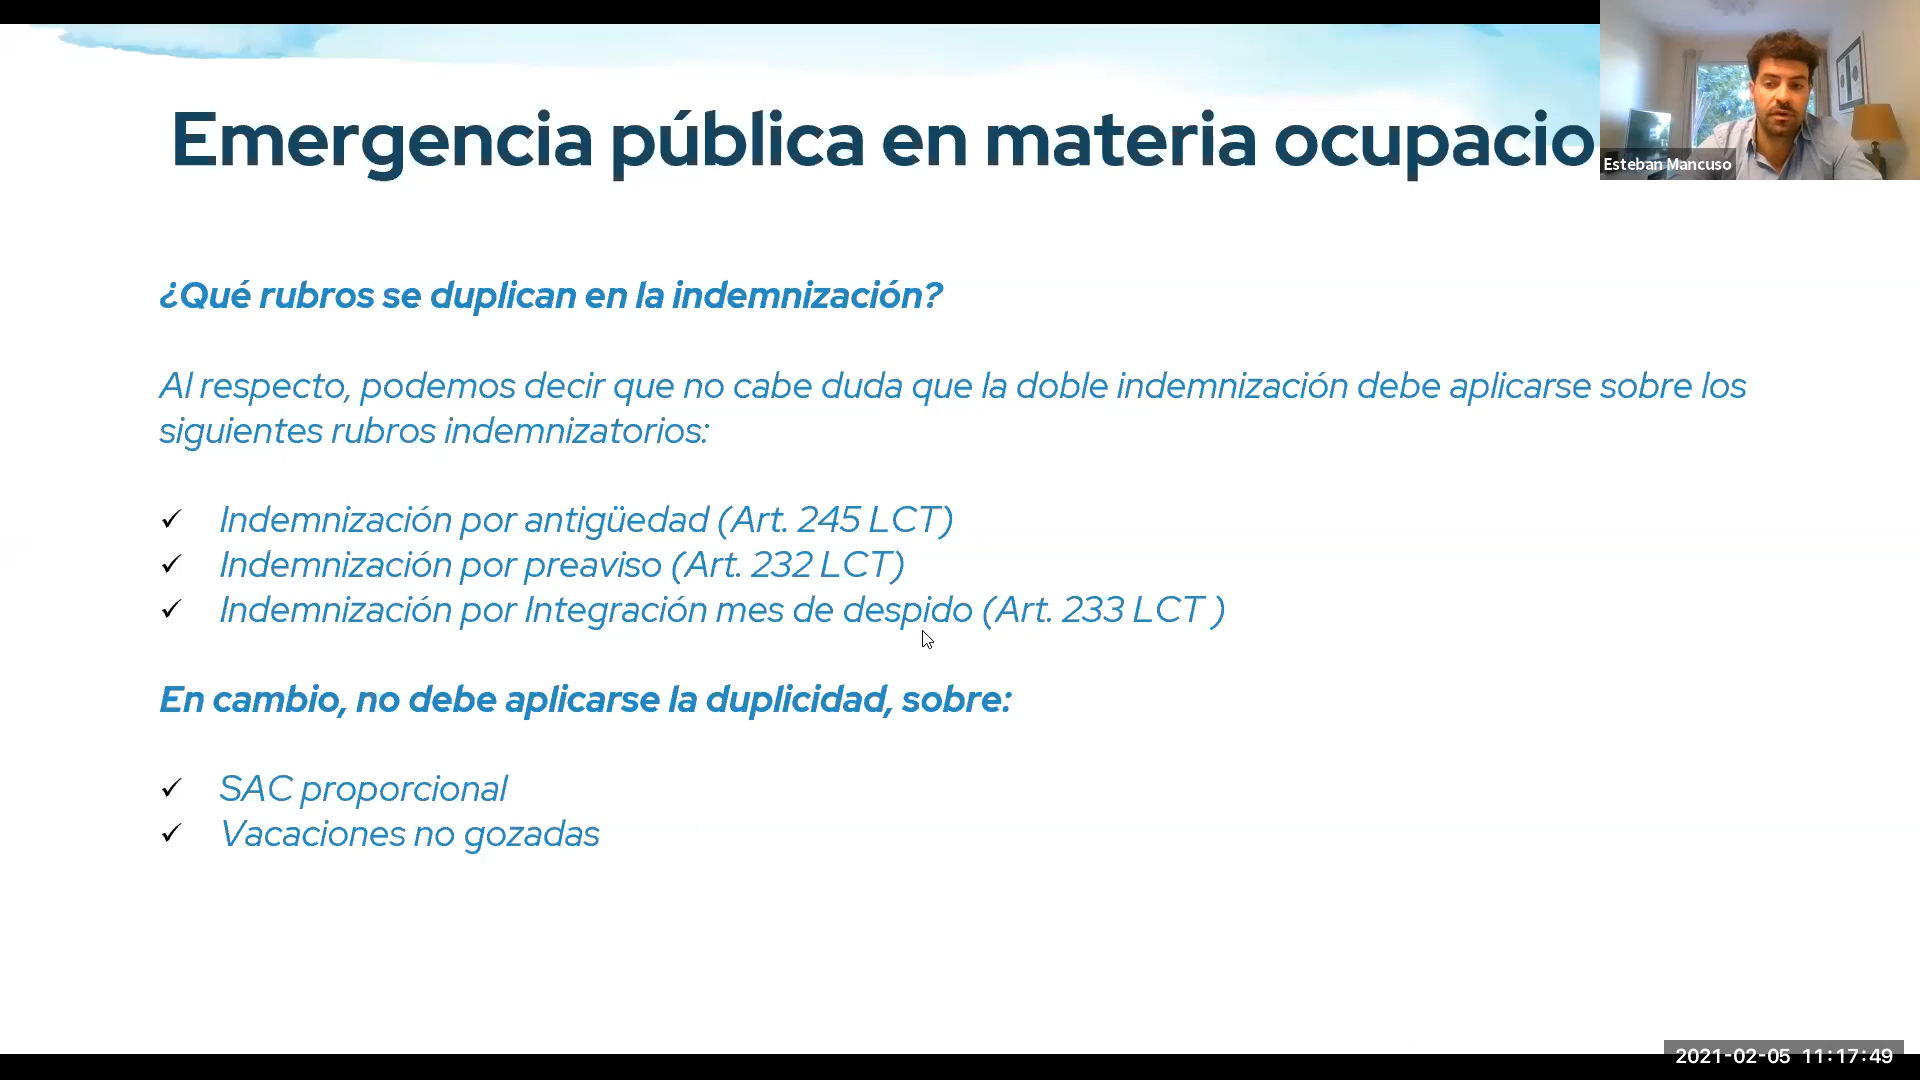 Emergencia pública en materia ocupacio
Esteban Mancuso
¿Qué rubros se duplican en la indemnización?
Al respecto, podemos decir que no cabe duda que la doble indemnización debe aplicarse sobre los
siguientes rubros indemnizatorios:
✓ Indemnización por antigüedad (Art. 245 LCT)
✓ Indemnización por preaviso (Art. 232 LCT)
✓ Indemnización por Integración mes de despido (Art. 233 LCT )
En cambio, no debe aplicarse la duplicidad, sobre:
✓ SAC proporcional
✓ Vacaciones no gozadas
2021-02-05 11:17:49